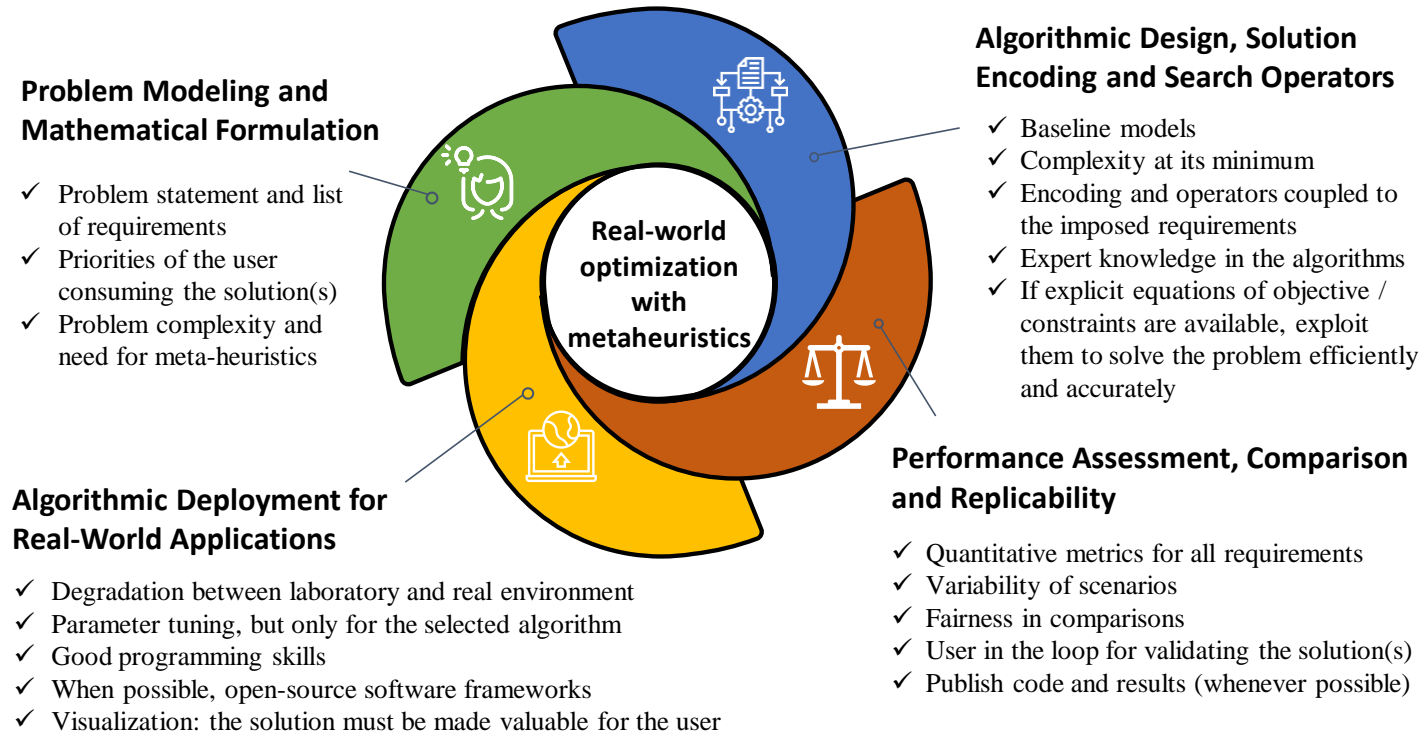 Problem Modeling and
Mathematical Formulation
✓ Problem statement and list
of requirements
✓ Priorities of the user
consuming the solution(s)
✓ Problem complexity and
need for meta-heuristics
Real-world
optimization
with
metaheuristics
Algorithmic Design, Solution
Encoding and Search Operators
✓ Baseline models
✓ Complexity at its minimum
✓ Encoding and operators coupled to
the imposed requirements
✓ Expert knowledge in the algorithms
✓ If explicit equations of objective /
constraints are available, exploit
them to solve the problem efficiently
and accurately
Performance Assessment, Comparison
and Replicability
✓ Quantitative metrics for all requirements
✓ Variability of scenarios
✓ Fairness in comparisons
✓ User in the loop for validating the solution(s)
✓ Publish code and results (whenever possible)
Algorithmic Deployment for
Real-World Applications
✓ Degradation between laboratory and real environment
✓ Parameter tuning, but only for the selected algorithm
✓ Good programming skills
✓ When possible, open-source software frameworks
✓ Visualization: the solution must be made valuable for the user